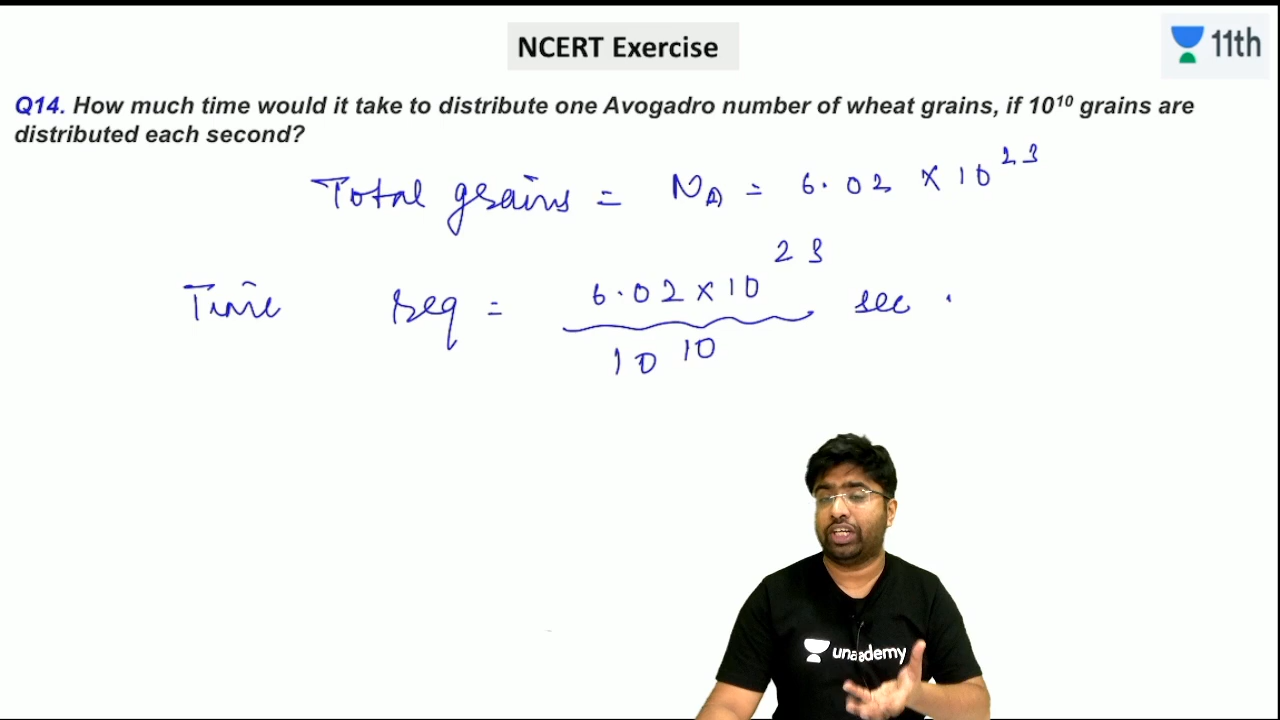 NCERT Exercise
11th
Q14. How much time would it take to distribute one Avogadro number of wheat grains, if 10¹⁰ grains are
distributed each second?
Total grains = N_A = 6.02 × 10²³
Time req = 6.02 × 10²³ / 10¹⁰ sec .
unacademy